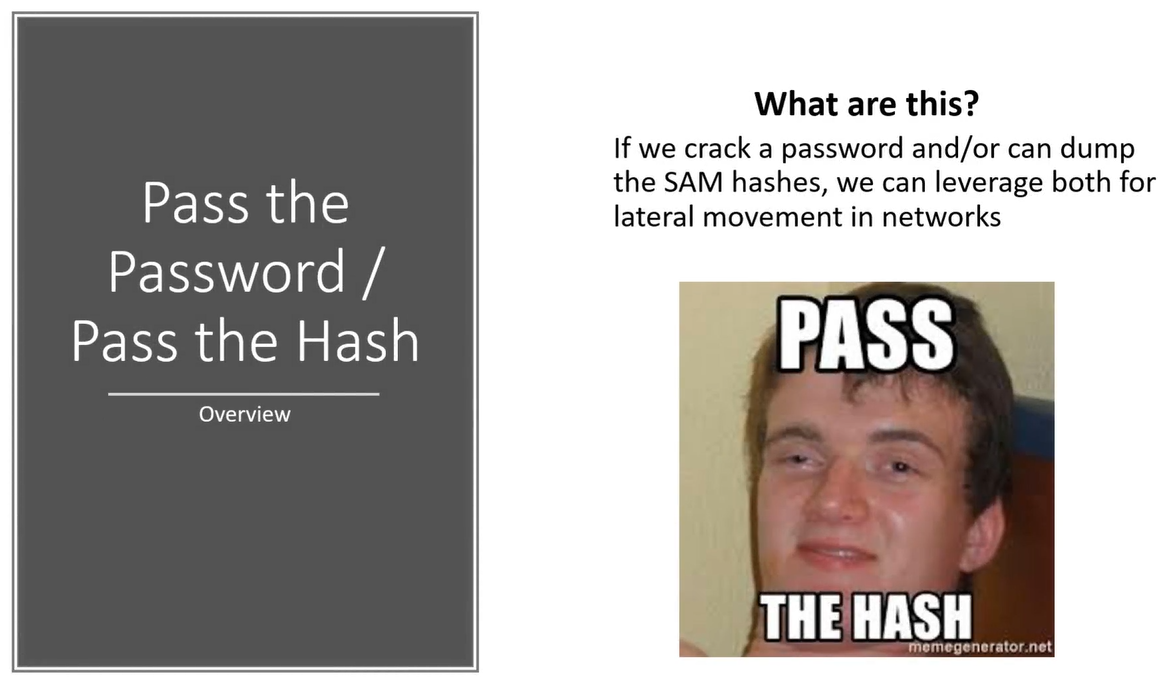 Pass the
Password /
Pass the Hash
Overview
What are this?
If we crack a password and/or can dump
the SAM hashes, we can leverage both for
lateral movement in networks
PASS
THE HASH
memegenerator.net